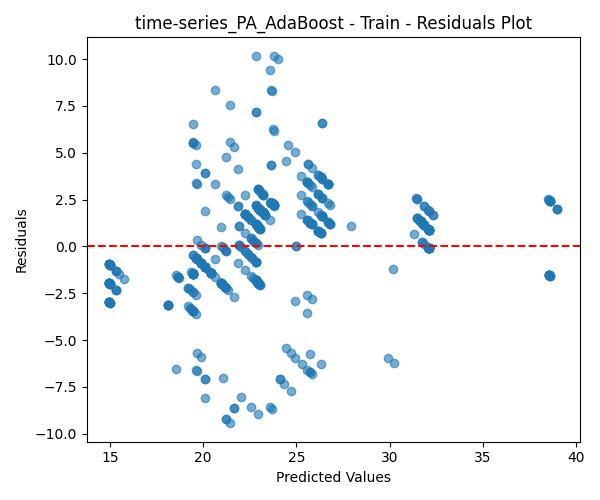 time-series_PA_AdaBoost - Train - Residuals Plot
10.0
7.5
5.0
2.5
0.0
−2.5
−5.0
−7.5
−10.0
Residuals
15 20 25 30 35 40
Predicted Values